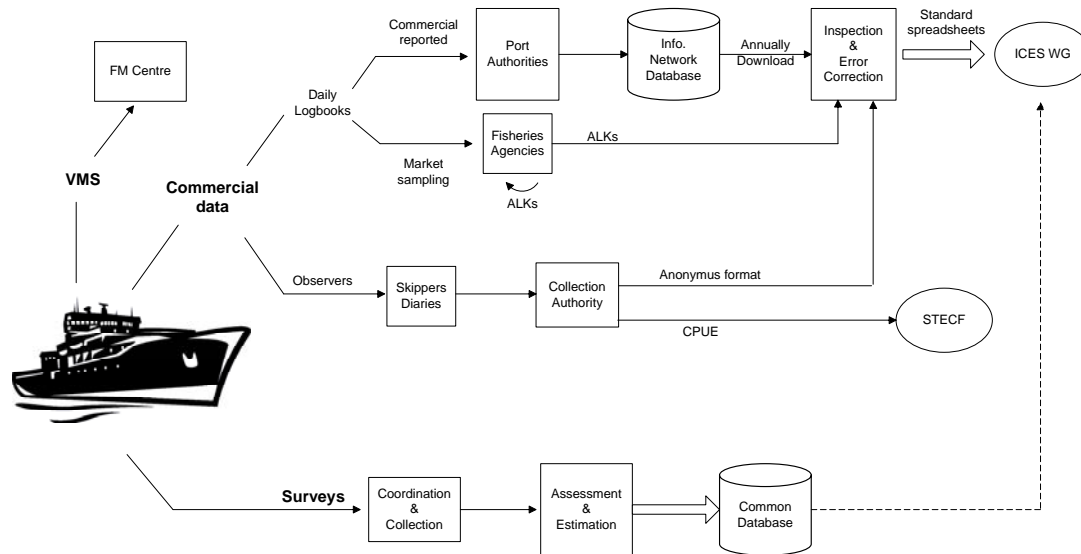 Commercial
reported
Standard
spreadsheets
Port
Authorities
Info.
Network
Database
Annually
Download
Inspection
&
Error
Correction
ICES WG
FM Centre
Daily
Logbooks
Fisheries
Agencies
ALKs
Market
sampling
ALKs
VMS
Commercial
data
Observers
Skippers
Diaries
Collection
Authority
Anonymus format
CPUE
STECF
Surveys
Coordination
&
Collection
Assessment
&
Estimation
Common
Database